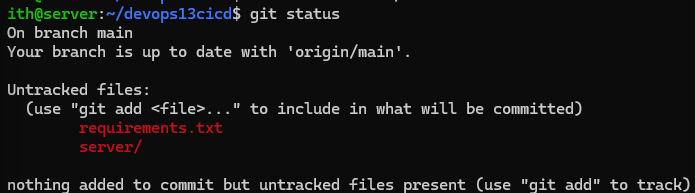 ith@server:~/devops13cicd$ git status
On branch main
Your branch is up to date with 'origin/main'.

Untracked files:
  (use "git add <file>..." to include in what will be committed)
        requirements.txt
        server/

nothing added to commit but untracked files present (use "git add" to track)